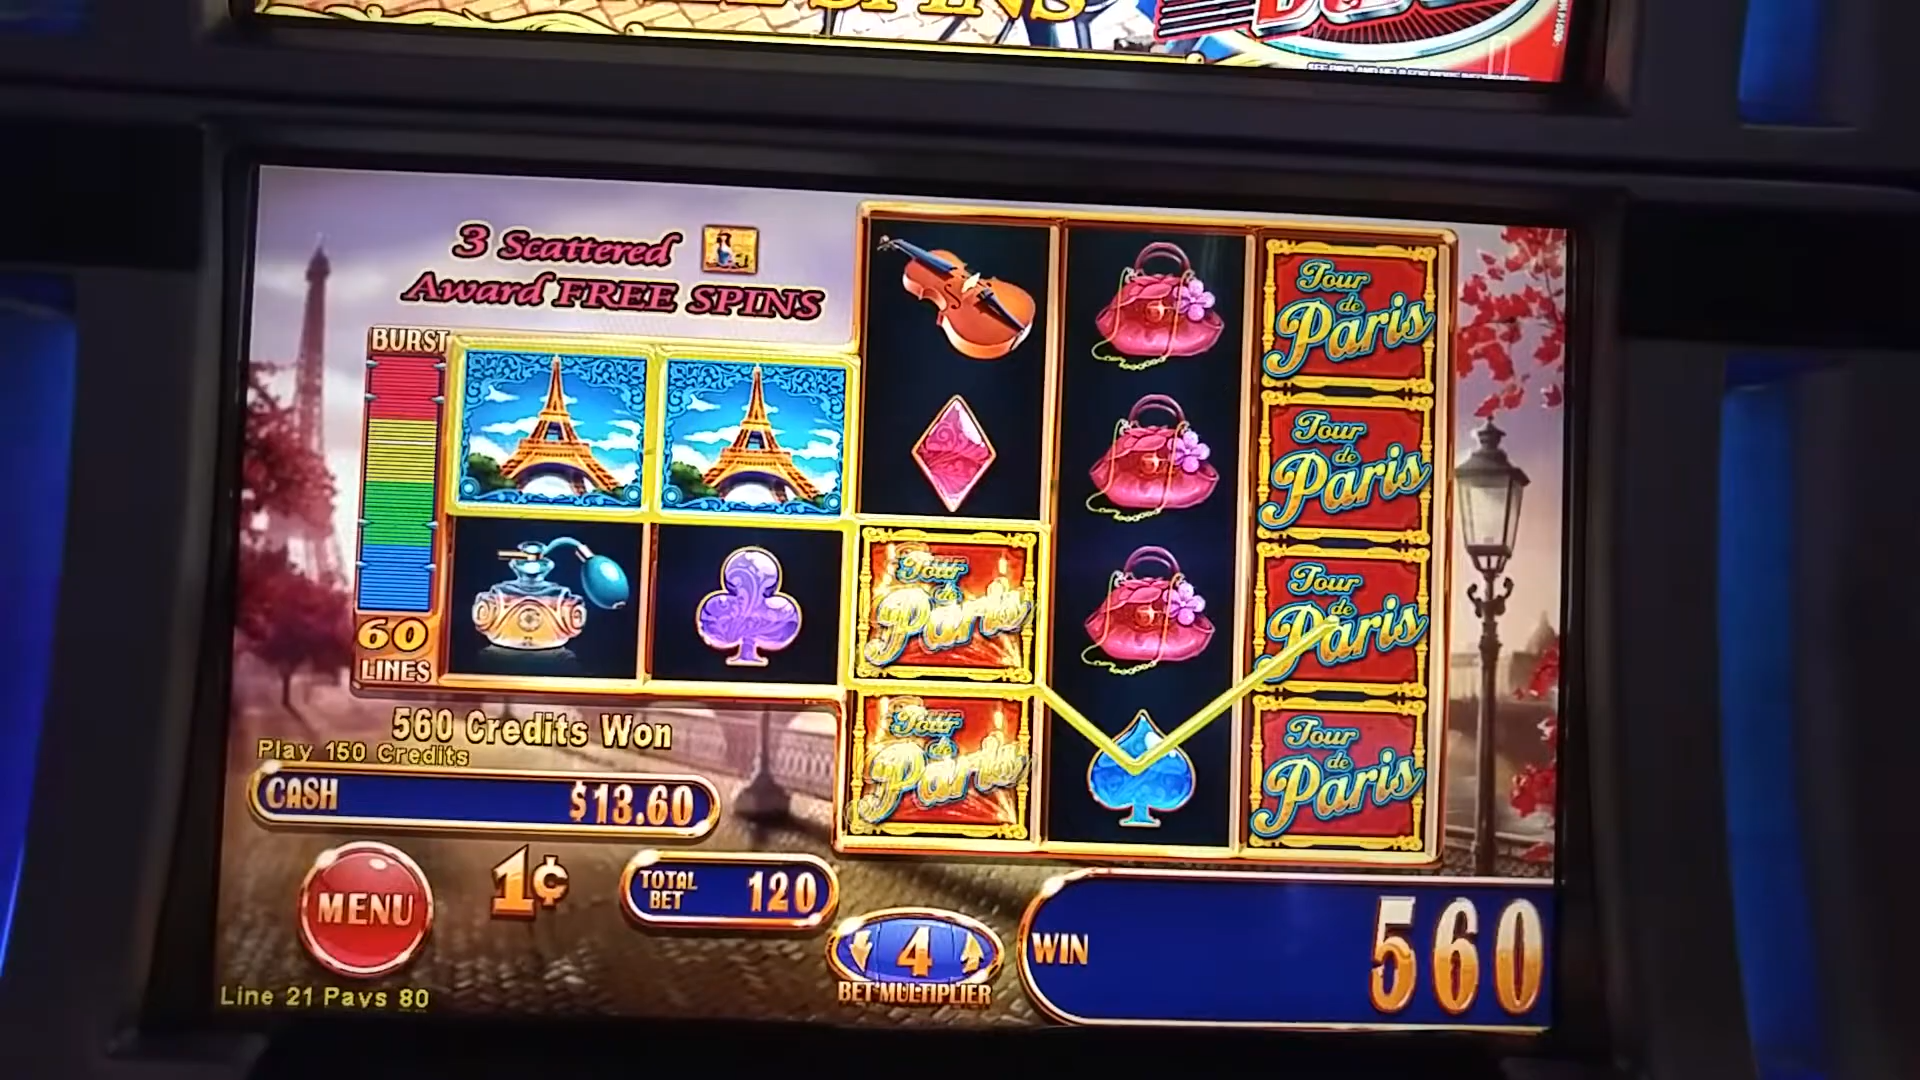 SPINS
3 Scattered
Award FREE SPINS
BURST
60
LINES
Tour
de
Paris
Tour
de
Paris
Tour
de
Paris
Tour
de
Paris
Tour
de
Paris
Tour
de
Paris
560 Credits Won
Play 150 Credits
CASH $13.60
MENU
1¢
TOTAL
BET
120
4
BET MULTIPLIER
WIN 560
Line 21 Pays 80